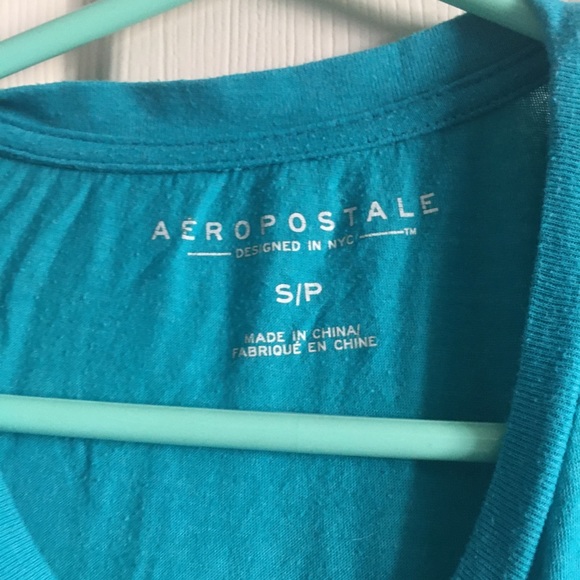 AÉROPOSTALE
DESIGNED IN NYC ™
S/P
MADE IN CHINA/
FABRIQUÉ EN CHINE